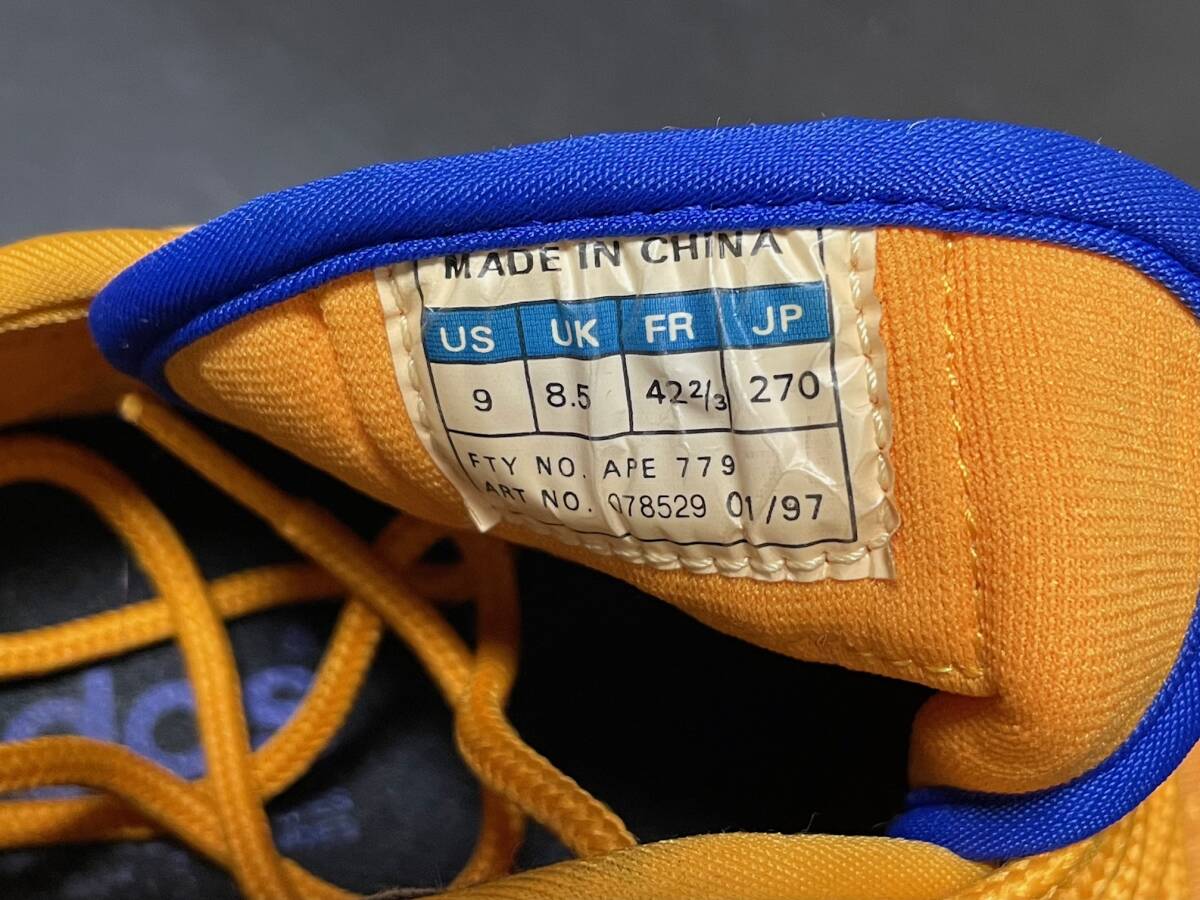 MADE IN CHINA
US UK FR JP
9 8.5 42⅔ 270
FTY NO. APE 779
ART NO. 078529 01/97